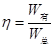 η = W有 / W总